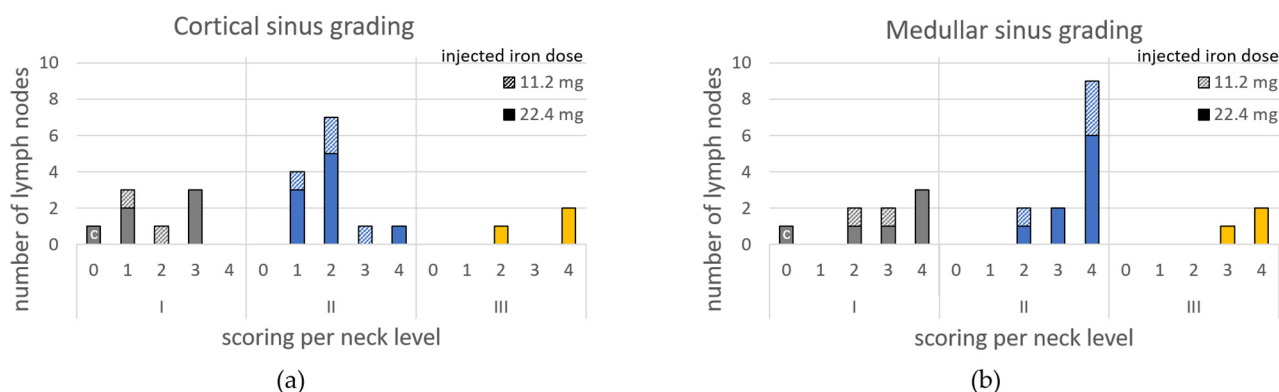 Cortical sinus grading
injected iron dose
11.2 mg
22.4 mg
number of lymph nodes
10
8
6
4
2
0
C
0 1 2 3 4 0 1 2 3 4 0 1 2 3 4
I II III
scoring per neck level
(a)
Medullar sinus grading
injected iron dose
11.2 mg
22.4 mg
number of lymph nodes
10
8
6
4
2
0
C
0 1 2 3 4 0 1 2 3 4 0 1 2 3 4
I II III
scoring per neck level
(b)